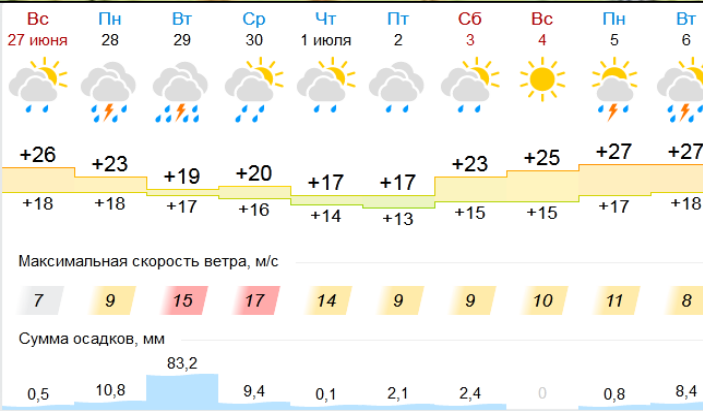 Вс Пн Вт Ср Чт Пт Сб Вс Пн Вт
27 июня 28 29 30 1 июля 2 3 4 5 6
+26 +23 +19 +20 +17 +17 +23 +25 +27 +27
+18 +18 +17 +16 +14 +13 +15 +15 +17 +18
Максимальная скорость ветра, м/с
7 9 15 17 14 9 9 10 11 8
Сумма осадков, мм
0,5 10,8 83,2 9,4 0,1 2,1 2,4 0 0,8 8,4